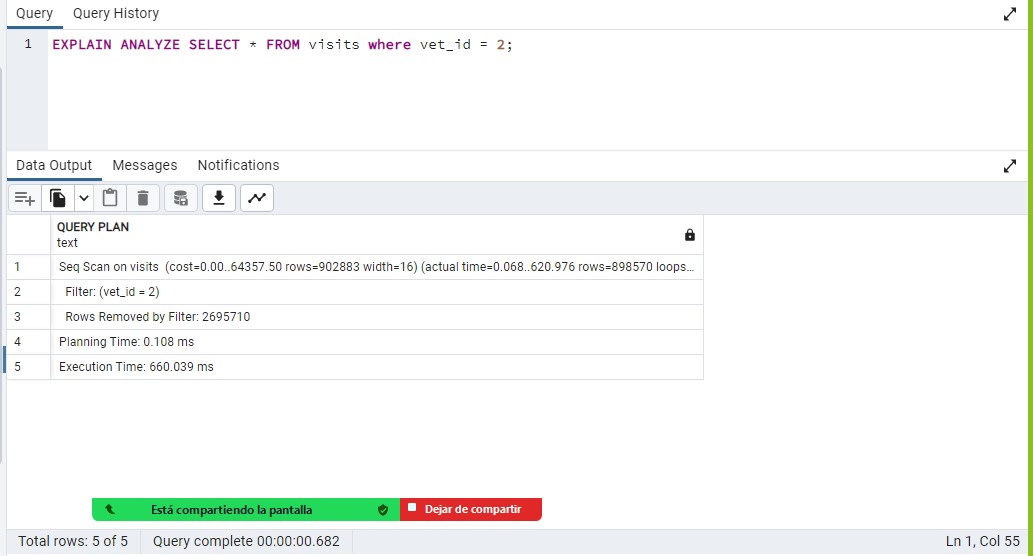 Query Query History
1 EXPLAIN ANALYZE SELECT * FROM visits where vet_id = 2;
Data Output Messages Notifications
QUERY PLAN
text
1 Seq Scan on visits (cost=0.00..64357.50 rows=902883 width=16) (actual time=0.068..620.976 rows=898570 loops...
2 Filter: (vet_id = 2)
3 Rows Removed by Filter: 2695710
4 Planning Time: 0.108 ms
5 Execution Time: 660.039 ms
Está compartiendo la pantalla Dejar de compartir
Total rows: 5 of 5 Query complete 00:00:00.682 Ln 1, Col 55